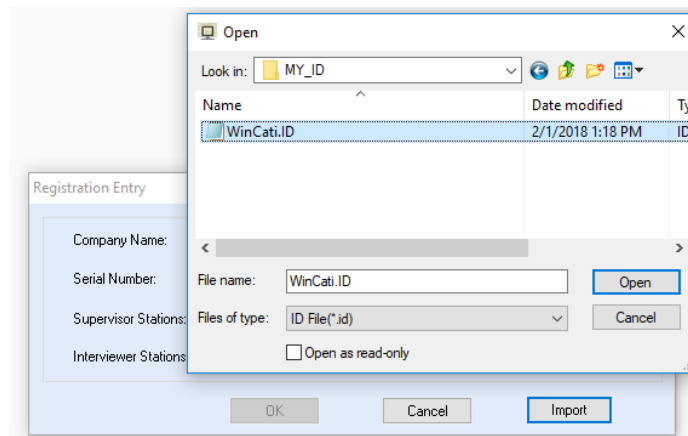 Open
Look in: MY_ID
Name Date modified Ty
WinCati.ID 2/1/2018 1:18 PM ID
Registration Entry
Company Name:
Serial Number:
Supervisor Stations:
Interviewer Stations
File name: WinCati.ID Open
Files of type: ID File(*.id) Cancel
Open as read-only
OK Cancel Import